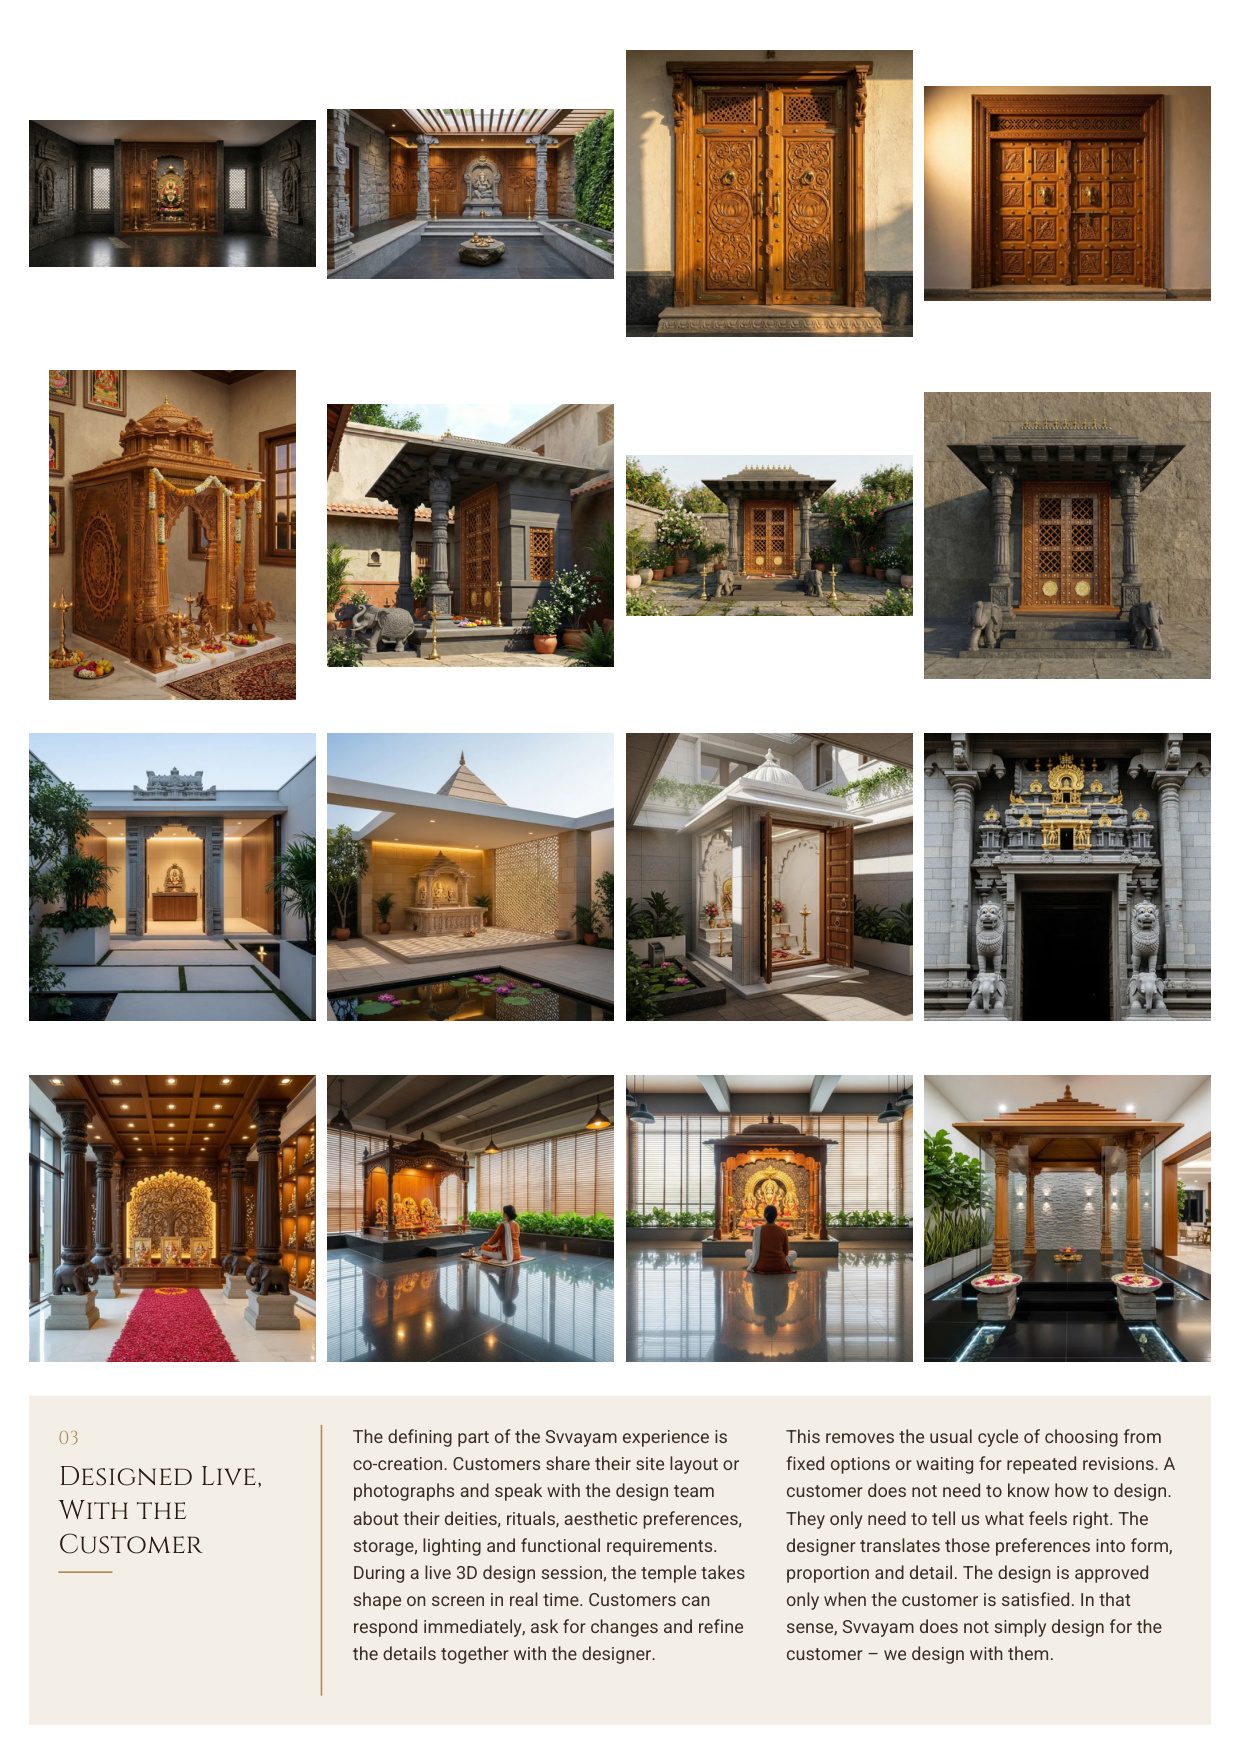 03
Designed Live,
With the
Customer
The defining part of the Svvayam experience is
co-creation. Customers share their site layout or
photographs and speak with the design team
about their deities, rituals, aesthetic preferences,
storage, lighting and functional requirements.
During a live 3D design session, the temple takes
shape on screen in real time. Customers can
respond immediately, ask for changes and refine
the details together with the designer.
This removes the usual cycle of choosing from
fixed options or waiting for repeated revisions. A
customer does not need to know how to design.
They only need to tell us what feels right. The
designer translates those preferences into form,
proportion and detail. The design is approved
only when the customer is satisfied. In that
sense, Svvayam does not simply design for the
customer – we design with them.